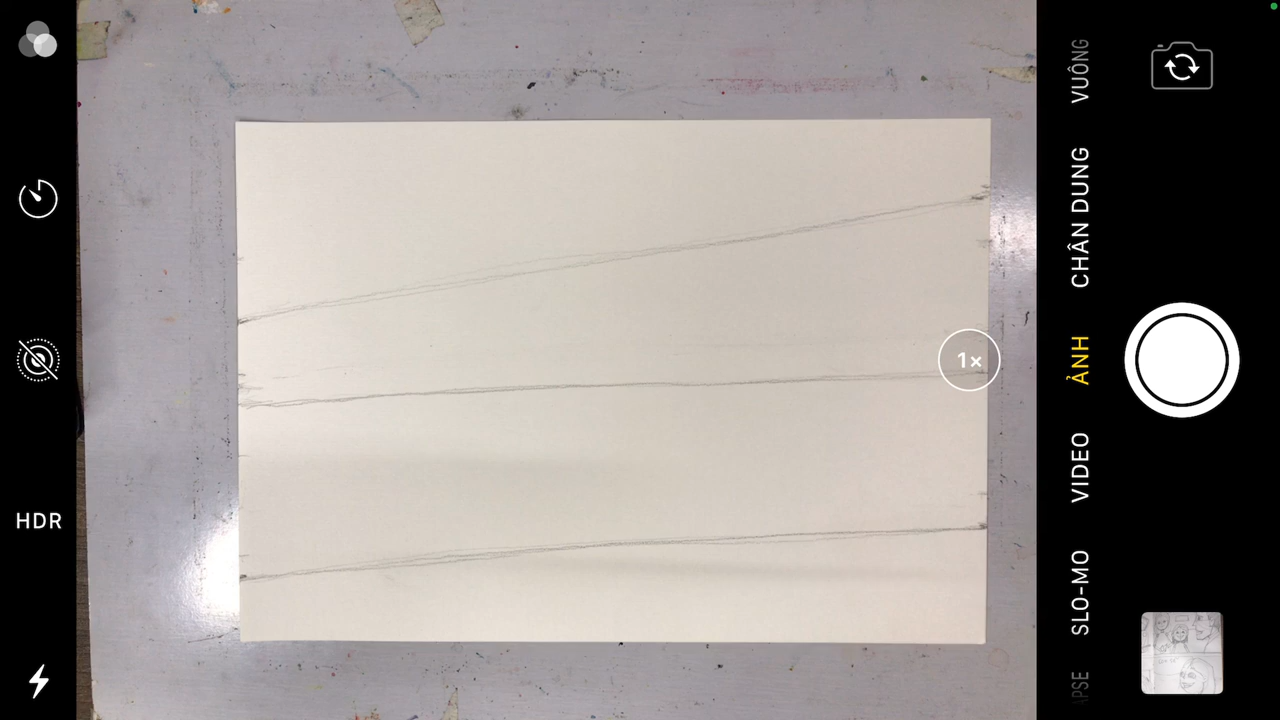 HDR
1×
VUÔNG
CHÂN DUNG
ẢNH
VIDEO
SLO-MO